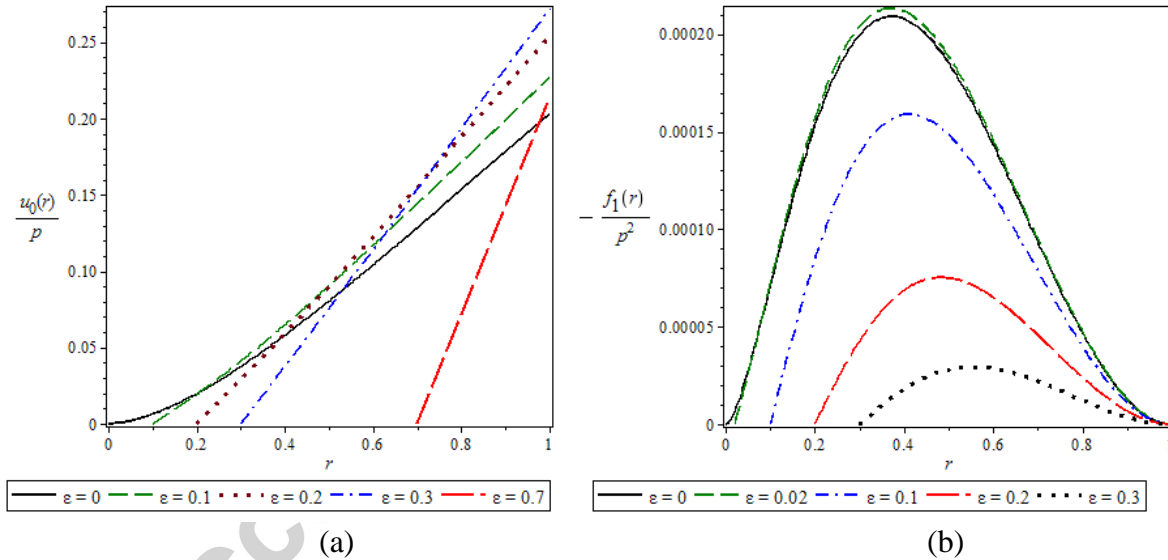 0.25
0.20
0.15
0.10
0.05
0
u₀(r)
p
0 0.2 0.4 0.6 0.8 1
r
ε = 0 ε = 0.1 ε = 0.2 ε = 0.3 ε = 0.7
(a)
0.00020
0.00015
0.00010
0.00005
0
− f₁(r)
p²
0 0.2 0.4 0.6 0.8 1
r
ε = 0 ε = 0.02 ε = 0.1 ε = 0.2 ε = 0.3
(b)